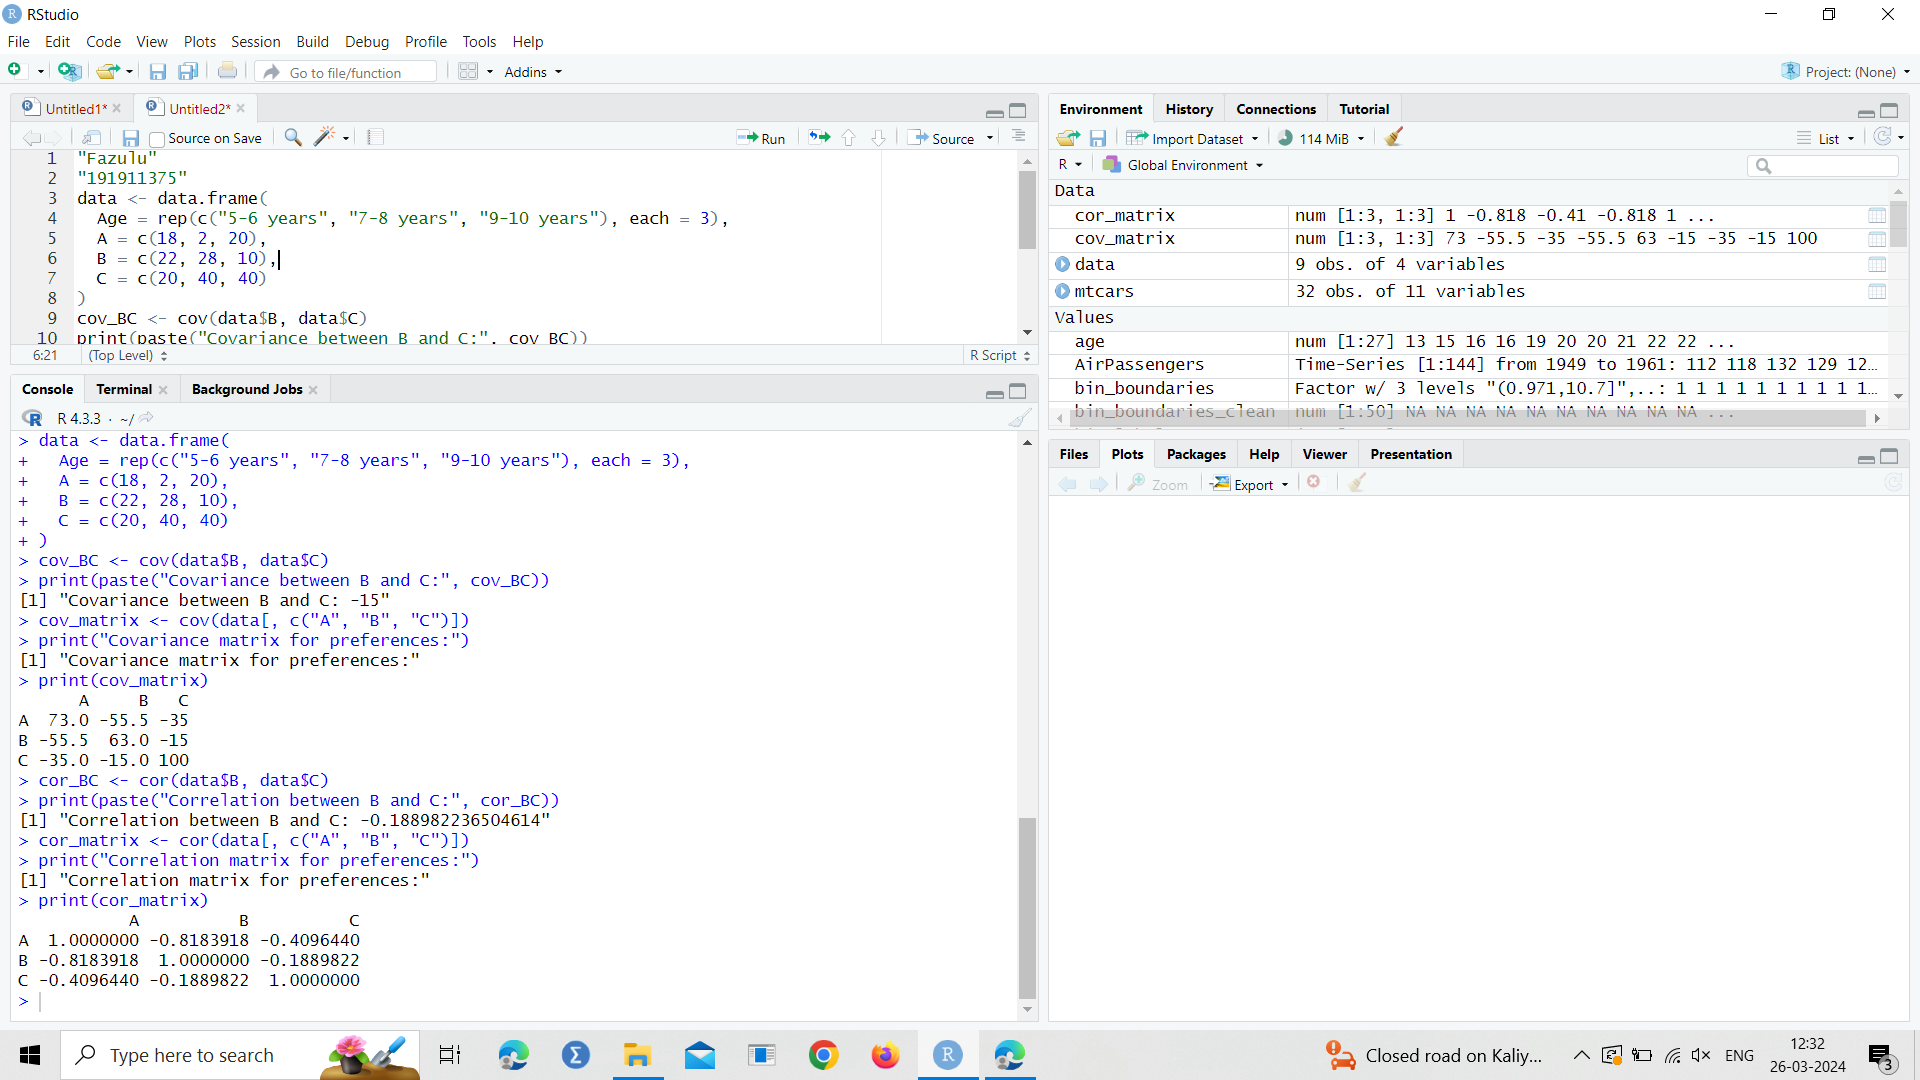 RStudio
File Edit Code View Plots Session Build Debug Profile Tools Help
Go to file/function Addins Project: (None)
Untitled1* Untitled2*
Source on Save Run Source
1 "Fazulu"
2 "191911375"
3 data <- data.frame(
4 Age = rep(c("5-6 years", "7-8 years", "9-10 years"), each = 3),
5 A = c(18, 2, 20),
6 B = c(22, 28, 10),
7 C = c(20, 40, 40)
8 )
9 cov_BC <- cov(data$B, data$C)
10 print(paste("Covariance between B and C:", cov_BC))
6:21 (Top Level) R Script
Console Terminal Background Jobs
R 4.3.3 · ~/
> data <- data.frame(
+ Age = rep(c("5-6 years", "7-8 years", "9-10 years"), each = 3),
+ A = c(18, 2, 20),
+ B = c(22, 28, 10),
+ C = c(20, 40, 40)
+ )
> cov_BC <- cov(data$B, data$C)
> print(paste("Covariance between B and C:", cov_BC))
[1] "Covariance between B and C: -15"
> cov_matrix <- cov(data[, c("A", "B", "C")])
> print("Covariance matrix for preferences:")
[1] "Covariance matrix for preferences:"
> print(cov_matrix)
A B C
A 73.0 -55.5 -35
B -55.5 63.0 -15
C -35.0 -15.0 100
> cor_BC <- cor(data$B, data$C)
> print(paste("Correlation between B and C:", cor_BC))
[1] "Correlation between B and C: -0.188982236504614"
> cor_matrix <- cor(data[, c("A", "B", "C")])
> print("Correlation matrix for preferences:")
[1] "Correlation matrix for preferences:"
> print(cor_matrix)
A B C
A 1.0000000 -0.8183918 -0.4096440
B -0.8183918 1.0000000 -0.1889822
C -0.4096440 -0.1889822 1.0000000
>
Environment History Connections Tutorial
Import Dataset 114 MiB List
R Global Environment
Data
cor_matrix num [1:3, 1:3] 1 -0.818 -0.41 -0.818 1 ...
cov_matrix num [1:3, 1:3] 73 -55.5 -35 -55.5 63 -15 -35 -15 100
data 9 obs. of 4 variables
mtcars 32 obs. of 11 variables
Values
age num [1:27] 13 15 16 16 19 20 20 21 22 22 ...
AirPassengers Time-Series [1:144] from 1949 to 1961: 112 118 132 129 12...
bin_boundaries Factor w/ 3 levels "(0.971,10.7]",..: 1 1 1 1 1 1 1 1 1 1...
bin_boundaries_clean num [1:50] NA NA NA NA NA NA NA NA NA NA ...
Files Plots Packages Help Viewer Presentation
Zoom Export
Type here to search
Closed road on Kaliy... ENG 12:32
26-03-2024 3